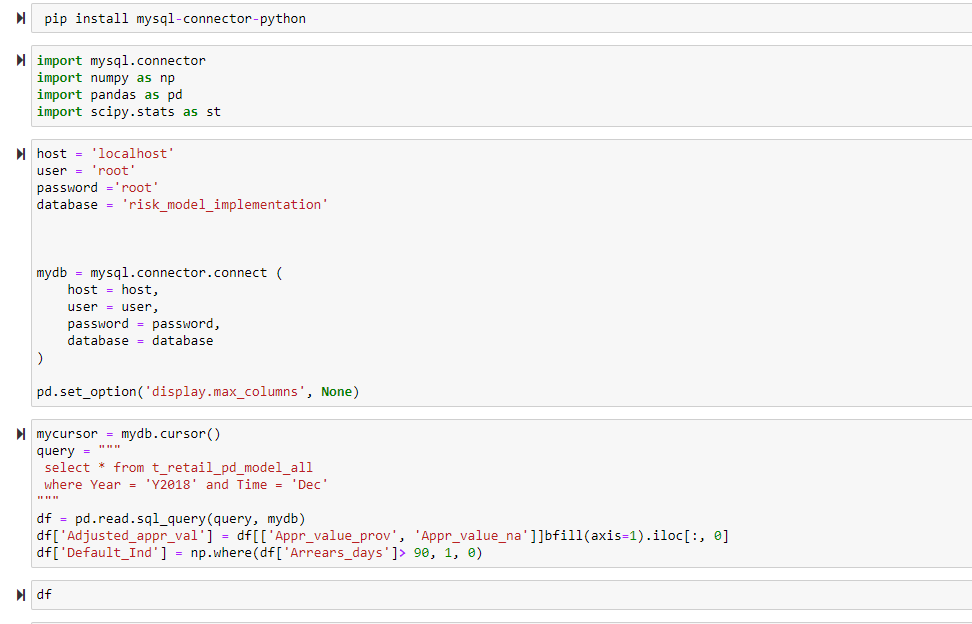 pip install mysql-connector-python
import mysql.connector
import numpy as np
import pandas as pd
import scipy.stats as st
host = 'localhost'
user = 'root'
password ='root'
database = 'risk_model_implementation'
mydb = mysql.connector.connect (
    host = host,
    user = user,
    password = password,
    database = database
)
pd.set_option('display.max_columns', None)
mycursor = mydb.cursor()
query = """
 select * from t_retail_pd_model_all
 where Year = 'Y2018' and Time = 'Dec'
"""
df = pd.read.sql_query(query, mydb)
df['Adjusted_appr_val'] = df[['Appr_value_prov', 'Appr_value_na']]bfill(axis=1).iloc[:, 0]
df['Default_Ind'] = np.where(df['Arrears_days']> 90, 1, 0)
df